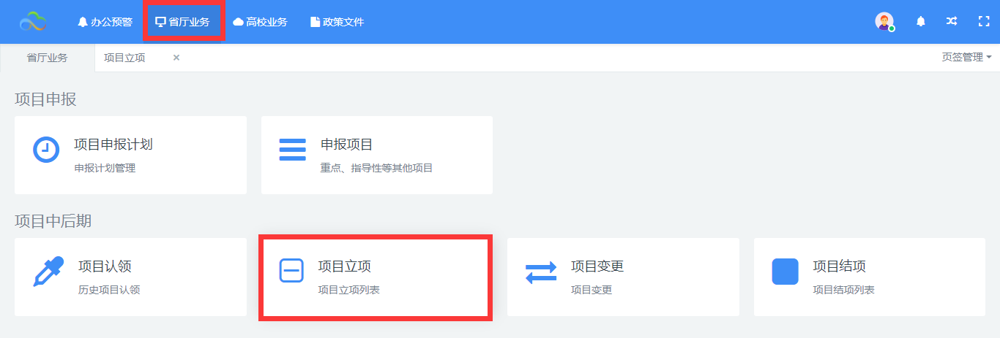 办公预警 省厅业务 高校业务 政策文件
省厅业务 项目立项 × 页签管理
项目申报
项目申报计划
申报计划管理
申报项目
重点、指导性等其他项目
项目中后期
项目认领
历史项目认领
项目立项
项目立项列表
项目变更
项目变更
项目结项
项目结项列表